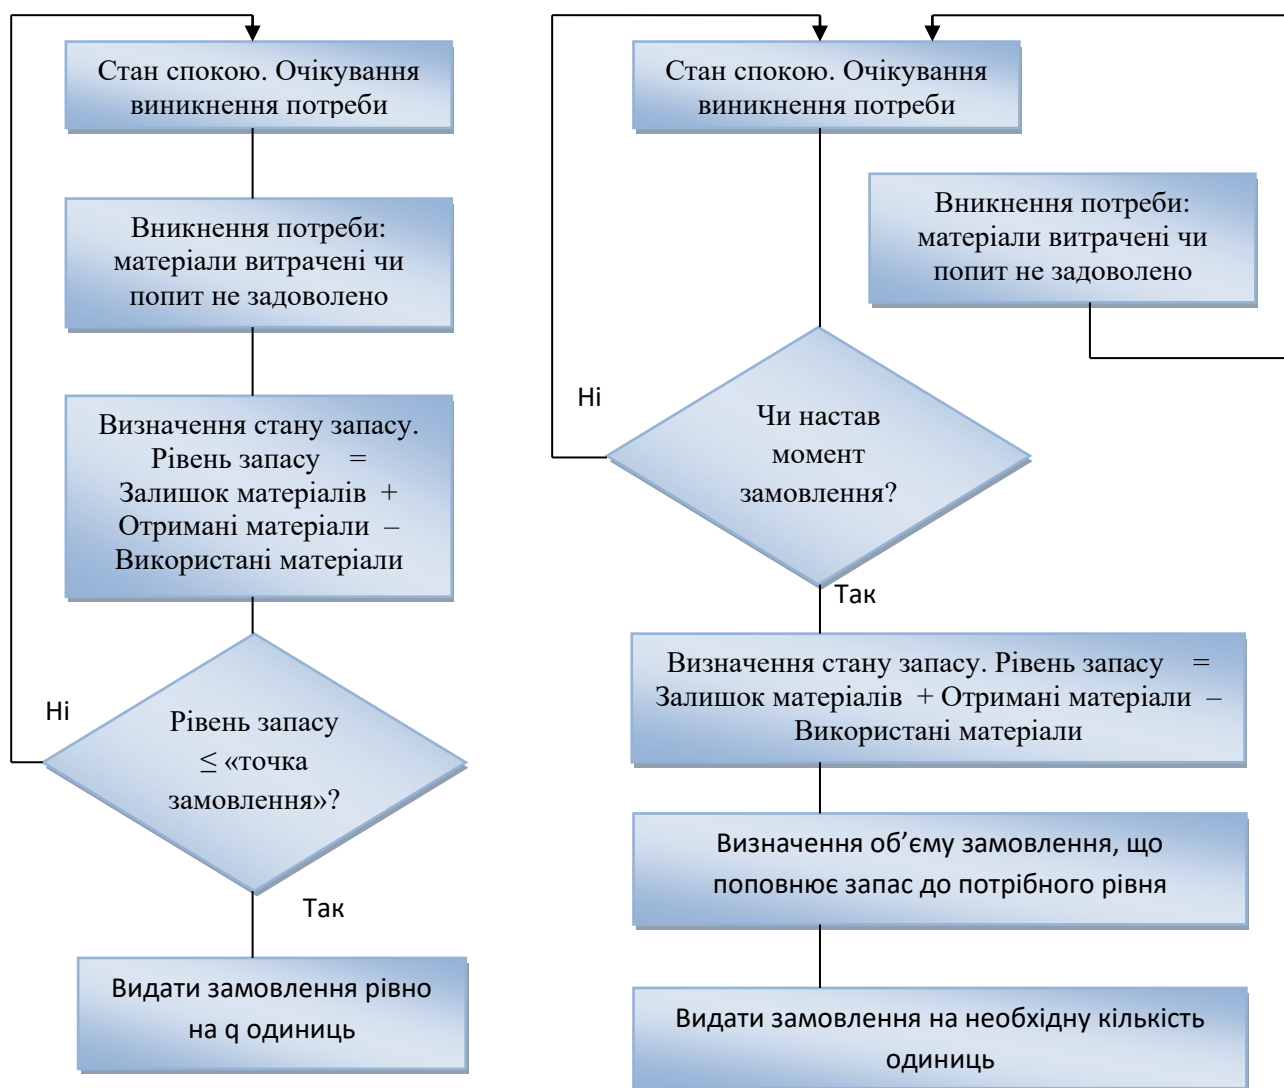 Стан спокою. Очікування
виникнення потреби
Вникнення потреби:
матеріали витрачені чи
попит не задоволено
Визначення стану запасу.
Рівень запасу =
Залишок матеріалів +
Отримані матеріали –
Використані матеріали
Ні
Рівень запасу
≤ «точка
замовлення»?
Так
Видати замовлення рівно
на q одиниць
Стан спокою. Очікування
виникнення потреби
Вникнення потреби:
матеріали витрачені чи
попит не задоволено
Ні
Чи настав
момент
замовлення?
Так
Визначення стану запасу. Рівень запасу =
Залишок матеріалів + Отримані матеріали –
Використані матеріали
Визначення об’єму замовлення, що
поповнює запас до потрібного рівня
Видати замовлення на необхідну кількість
одиниць